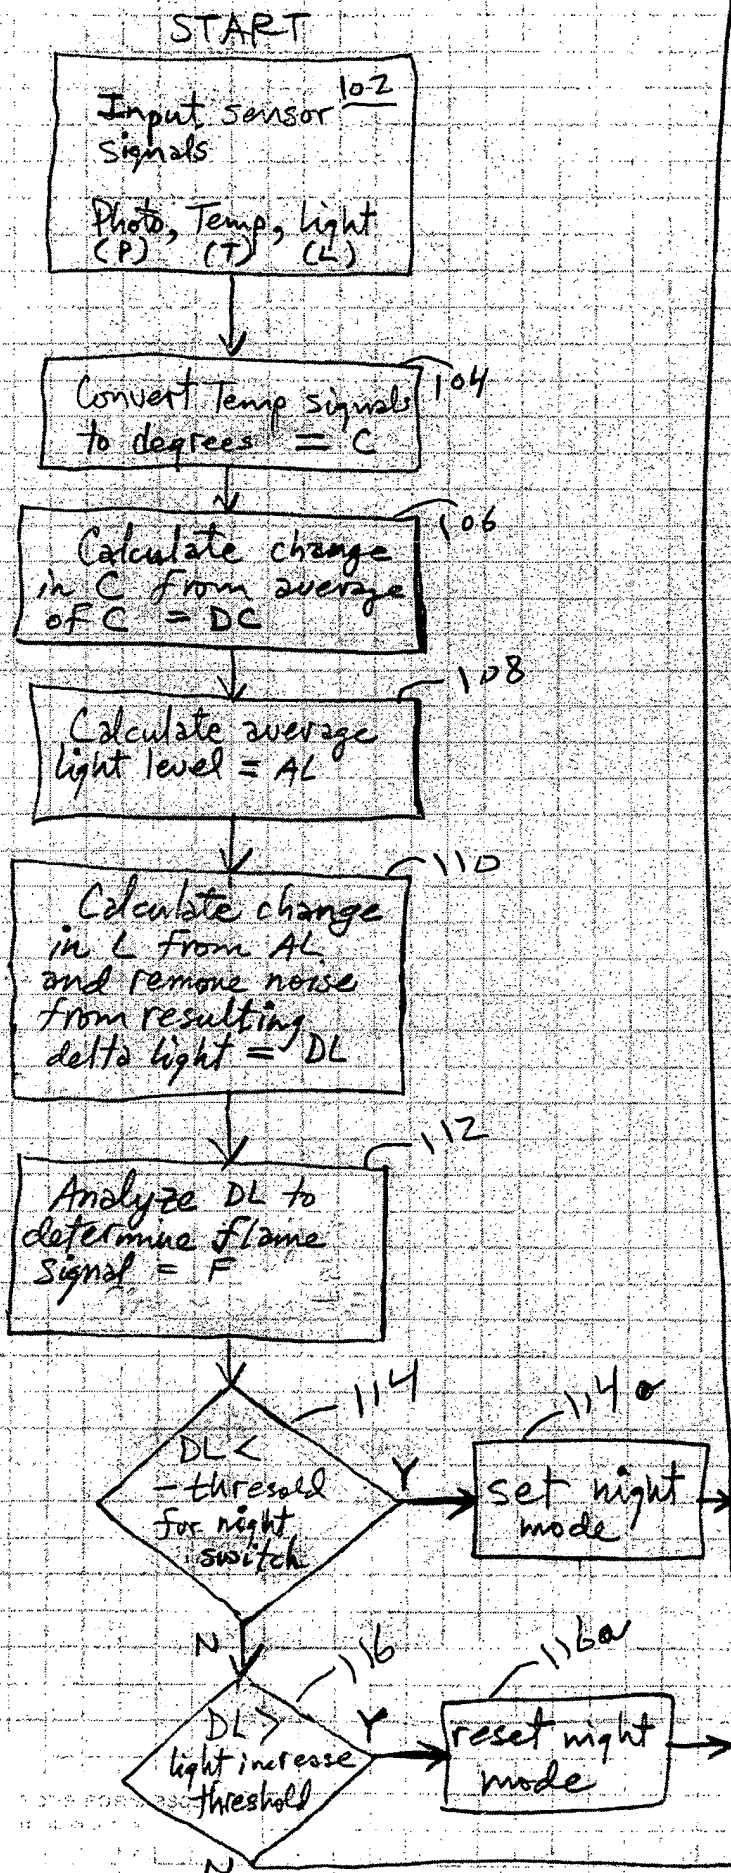 START
102
Input sensor
signals
Photo, Temp, Light
(P) (T) (L)
104
Convert Temp signals
to degrees = C
106
Calculate change
in C from average
of C = DC
108
Calculate average
light level = AL
110
Calculate change
in L from AL
and remove noise
from resulting
delta light = DL
112
Analyze DL to
determine flame
signal = F
114
DL <
- thresold
for night
switch
Y
114a
set night
mode
N
116
DL >
light increase
threshold
Y
116a
reset night
mode
N